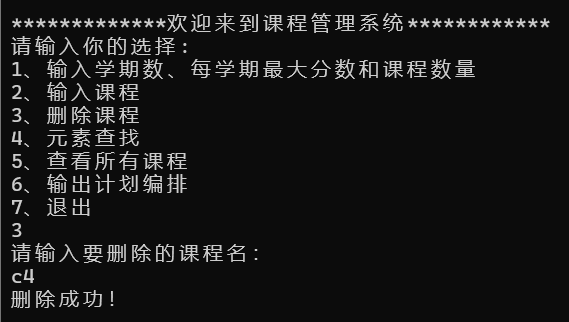 *************欢迎来到课程管理系统************
请输入你的选择:
1、输入学期数、每学期最大分数和课程数量
2、输入课程
3、删除课程
4、元素查找
5、查看所有课程
6、输出计划编排
7、退出
3
请输入要删除的课程名:
c4
删除成功!